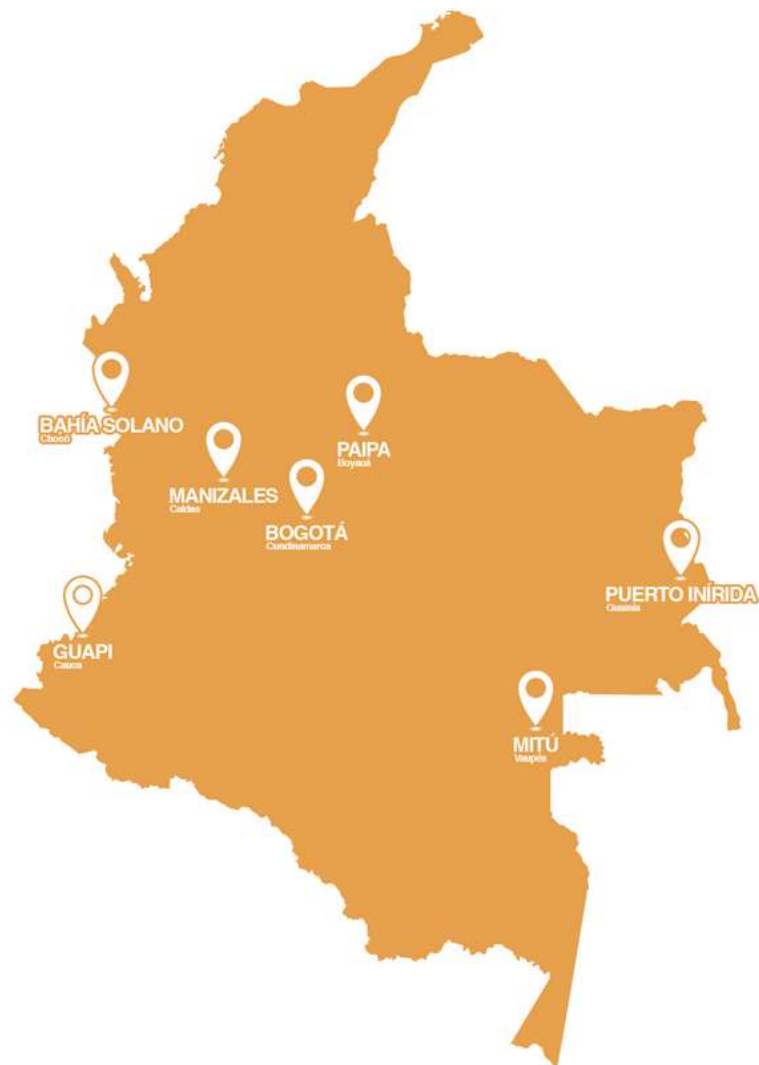 BAHÍA SOLANO
Chocó
PAIPA
Boyacá
MANIZALES
Caldas
BOGOTÁ
Cundinamarca
PUERTO INÍRIDA
Guainía
GUAPI
Cauca
MITÚ
Vaupés